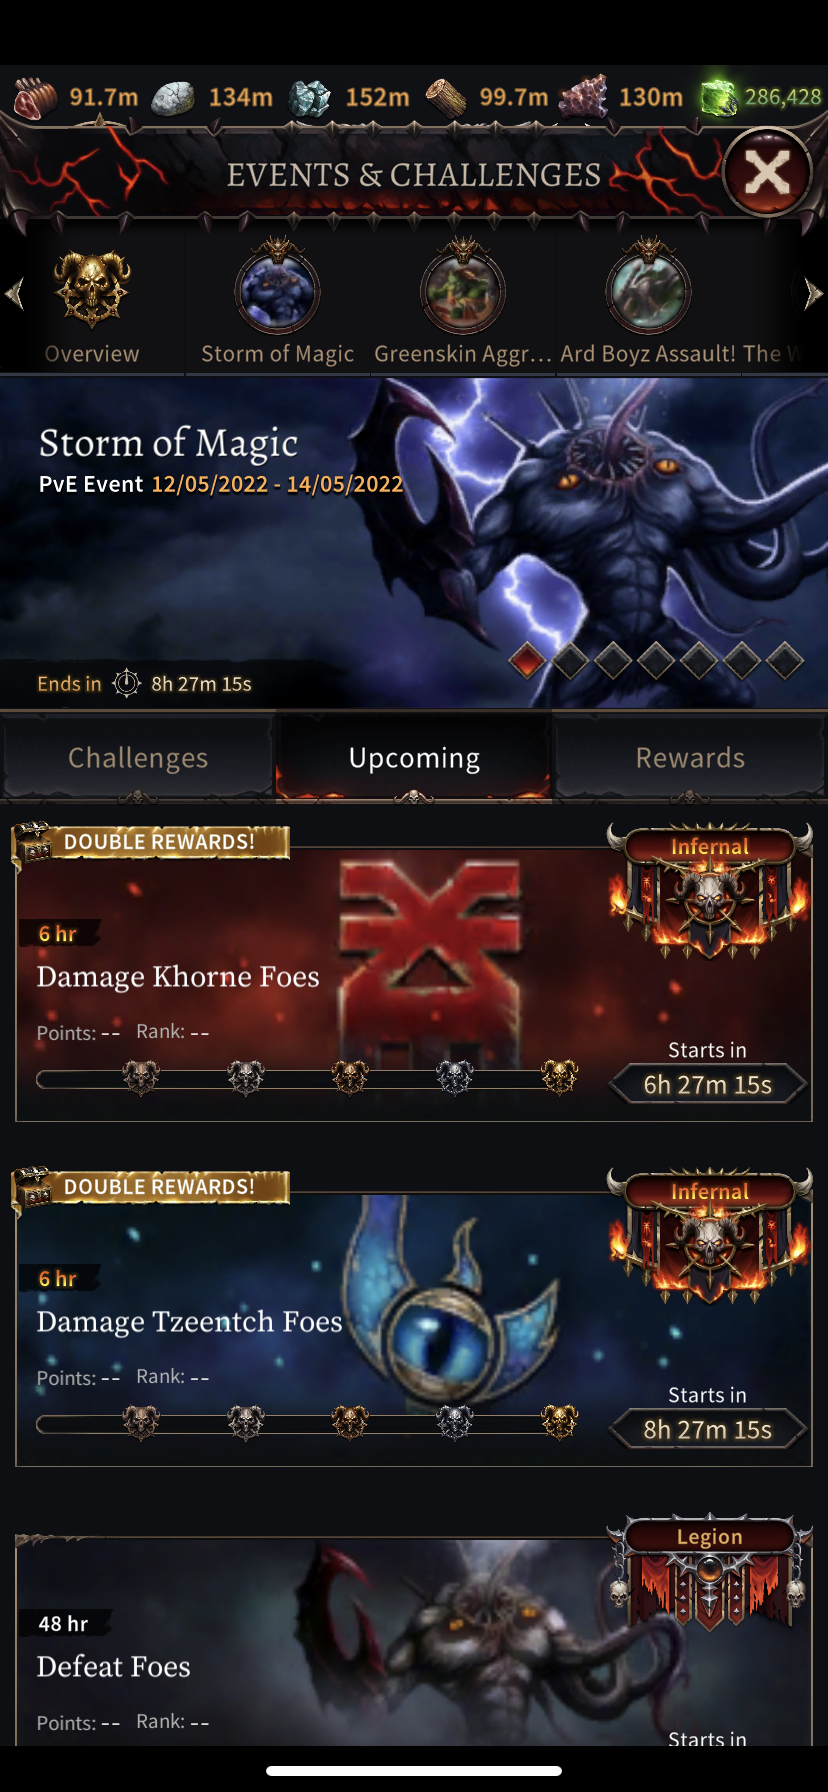 91.7m 134m 152m 99.7m 130m 286,428
EVENTS & CHALLENGES
Overview Storm of Magic Greenskin Aggr... Ard Boyz Assault! The
Storm of Magic
PvE Event 12/05/2022 - 14/05/2022
Ends in 8h 27m 15s
Challenges Upcoming Rewards
DOUBLE REWARDS!
Infernal
6 hr
Damage Khorne Foes
Points: -- Rank: --
Starts in
6h 27m 15s
DOUBLE REWARDS!
Infernal
6 hr
Damage Tzeentch Foes
Points: -- Rank: --
Starts in
8h 27m 15s
Legion
48 hr
Defeat Foes
Points: -- Rank: --
Starts in